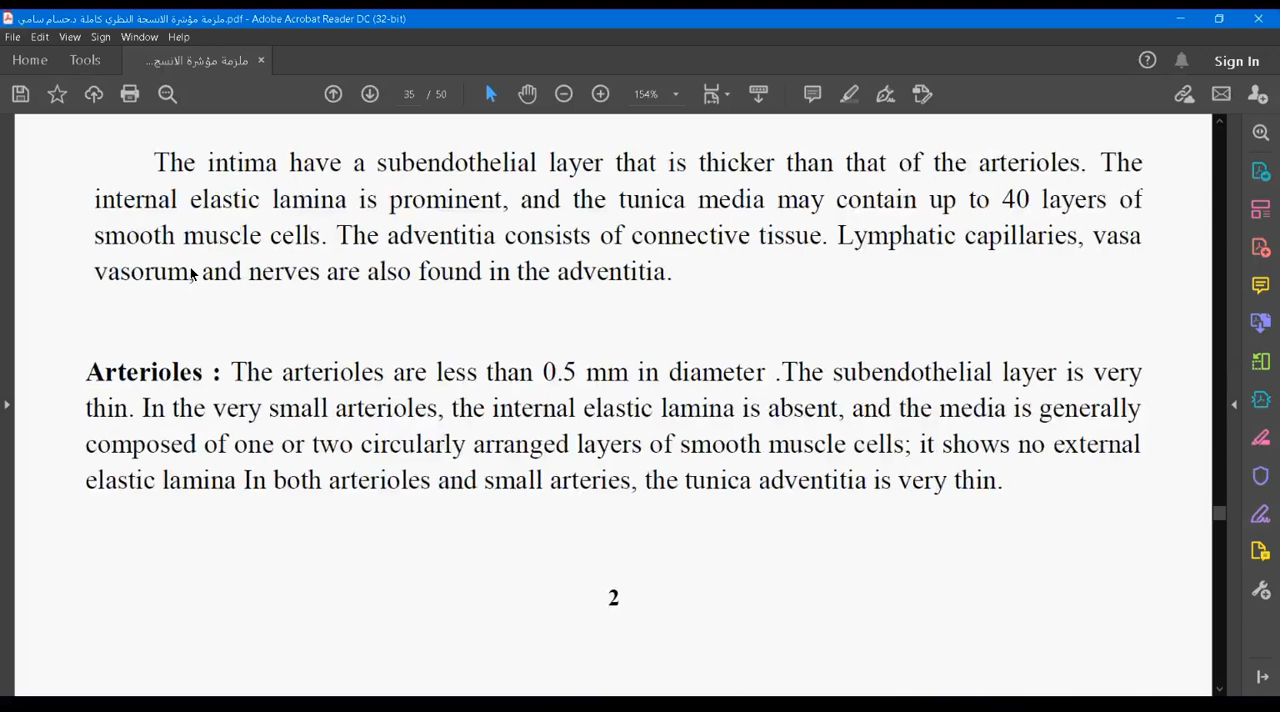 ملزمة مؤشرة الانسجة النظري كاملة د.حسام سامي.pdf - Adobe Acrobat Reader DC (32-bit)
File Edit View Sign Window Help
Home Tools ملزمة مؤشرة الانسج... × Sign In
35 / 50 154%
The intima have a subendothelial layer that is thicker than that of the arterioles. The
internal elastic lamina is prominent, and the tunica media may contain up to 40 layers of
smooth muscle cells. The adventitia consists of connective tissue. Lymphatic capillaries, vasa
vasorum, and nerves are also found in the adventitia.
Arterioles : The arterioles are less than 0.5 mm in diameter .The subendothelial layer is very
thin. In the very small arterioles, the internal elastic lamina is absent, and the media is generally
composed of one or two circularly arranged layers of smooth muscle cells; it shows no external
elastic lamina In both arterioles and small arteries, the tunica adventitia is very thin.
2